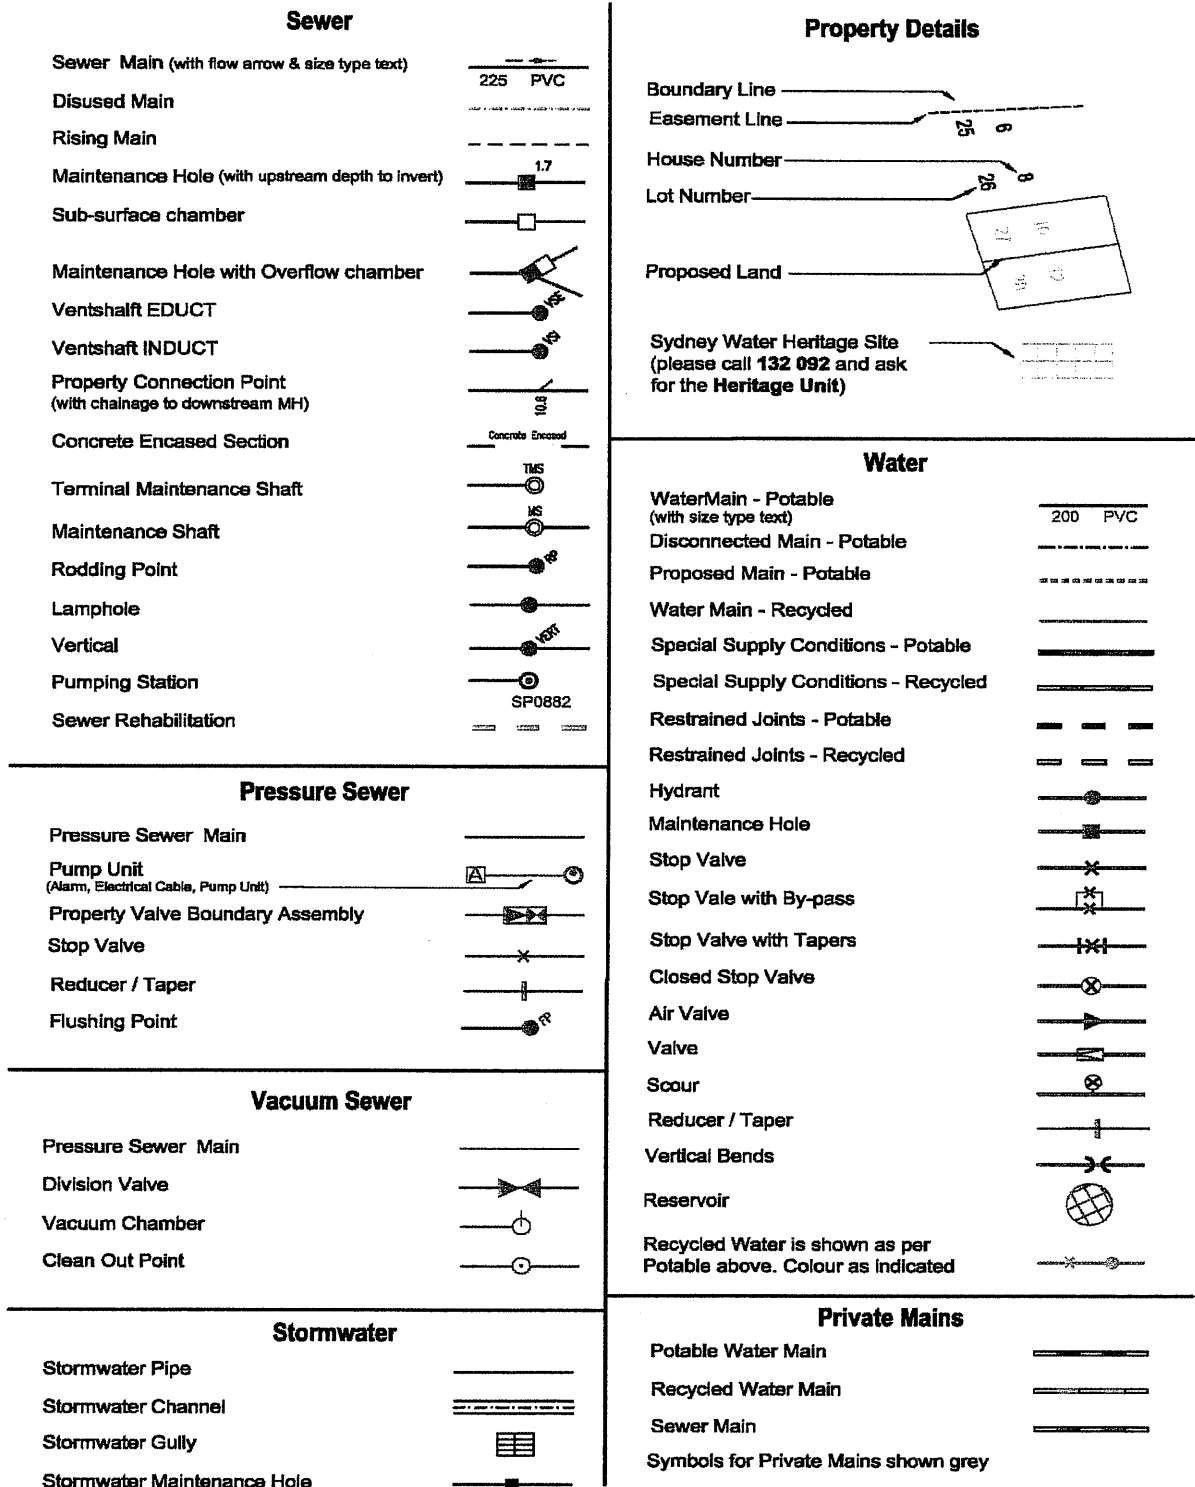 Sewer
Sewer Main (with flow arrow & size type text)
225 PVC
Disused Main
Rising Main
Maintenance Hole (with upstream depth to invert)
1.7
Sub-surface chamber
Maintenance Hole with Overflow chamber
Ventshalft EDUCT
VSE
Ventshaft INDUCT
VSI
Property Connection Point
(with chainage to downstream MH)
10.6
Concrete Encased Section
Concrete Encased
Terminal Maintenance Shaft
TMS
Maintenance Shaft
MS
Rodding Point
RP
Lamphole
Vertical
VERT
Pumping Station
SP0882
Sewer Rehabilitation
Pressure Sewer
Pressure Sewer Main
Pump Unit
(Alarm, Electrical Cable, Pump Unit)
A
Property Valve Boundary Assembly
Stop Valve
Reducer / Taper
Flushing Point
FP
Vacuum Sewer
Pressure Sewer Main
Division Valve
Vacuum Chamber
Clean Out Point
Stormwater
Stormwater Pipe
Stormwater Channel
Stormwater Gully
Stormwater Maintenance Hole
Property Details
Boundary Line
Easement Line
25 6
House Number
8
Lot Number
26
Proposed Land
Sydney Water Heritage Site
(please call 132 092 and ask
for the Heritage Unit)
Water
WaterMain - Potable
(with size type text)
200 PVC
Disconnected Main - Potable
Proposed Main - Potable
Water Main - Recycled
Special Supply Conditions - Potable
Special Supply Conditions - Recycled
Restrained Joints - Potable
Restrained Joints - Recycled
Hydrant
Maintenance Hole
Stop Valve
Stop Vale with By-pass
Stop Valve with Tapers
Closed Stop Valve
Air Valve
Valve
Scour
Reducer / Taper
Vertical Bends
Reservoir
Recycled Water is shown as per
Potable above. Colour as indicated
Private Mains
Potable Water Main
Recycled Water Main
Sewer Main
Symbols for Private Mains shown grey